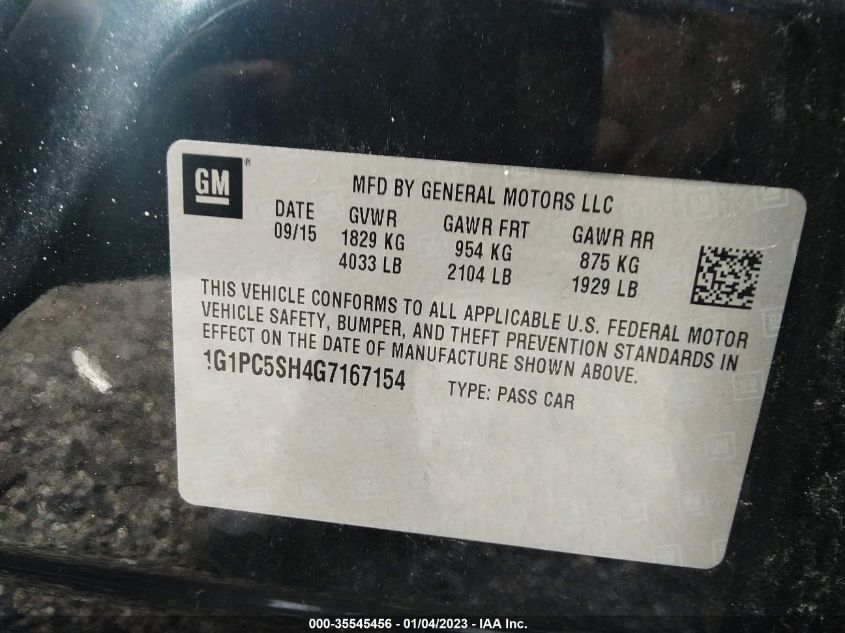 GM ®
MFD BY GENERAL MOTORS LLC
DATE GVWR GAWR FRT GAWR RR
09/15 1829 KG 954 KG 875 KG
4033 LB 2104 LB 1929 LB
THIS VEHICLE CONFORMS TO ALL APPLICABLE U.S. FEDERAL MOTOR
VEHICLE SAFETY, BUMPER, AND THEFT PREVENTION STANDARDS IN
EFFECT ON THE DATE OF MANUFACTURE SHOWN ABOVE.
1G1PC5SH4G7167154 TYPE: PASS CAR
000-35545456 - 01/04/2023 - IAA Inc.